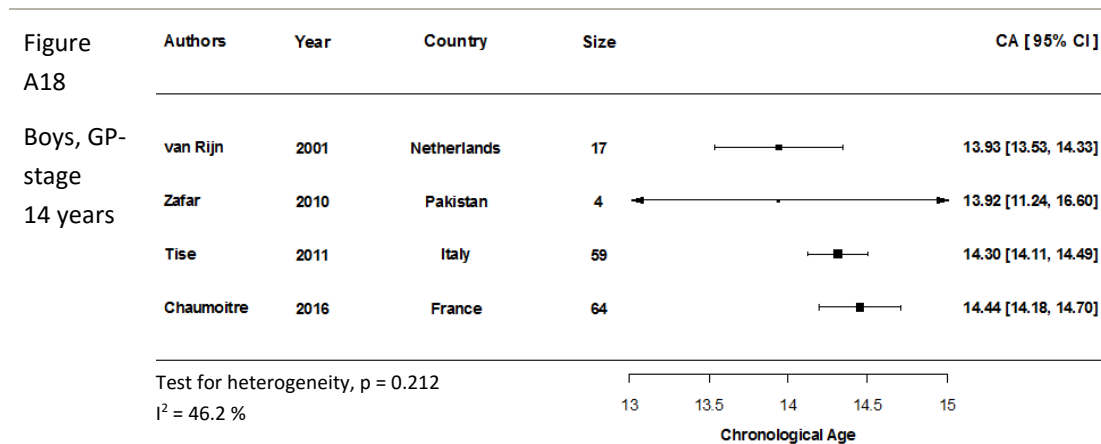 Figure
A18
Boys, GP-
stage
14 years
Authors Year Country Size CA [ 95% CI ]
van Rijn 2001 Netherlands 17 13.93 [13.53, 14.33]
Zafar 2010 Pakistan 4 13.92 [11.24, 16.60]
Tise 2011 Italy 59 14.30 [14.11, 14.49]
Chaumoitre 2016 France 64 14.44 [14.18, 14.70]
Test for heterogeneity, p = 0.212
I² = 46.2 %
13 13.5 14 14.5 15
Chronological Age